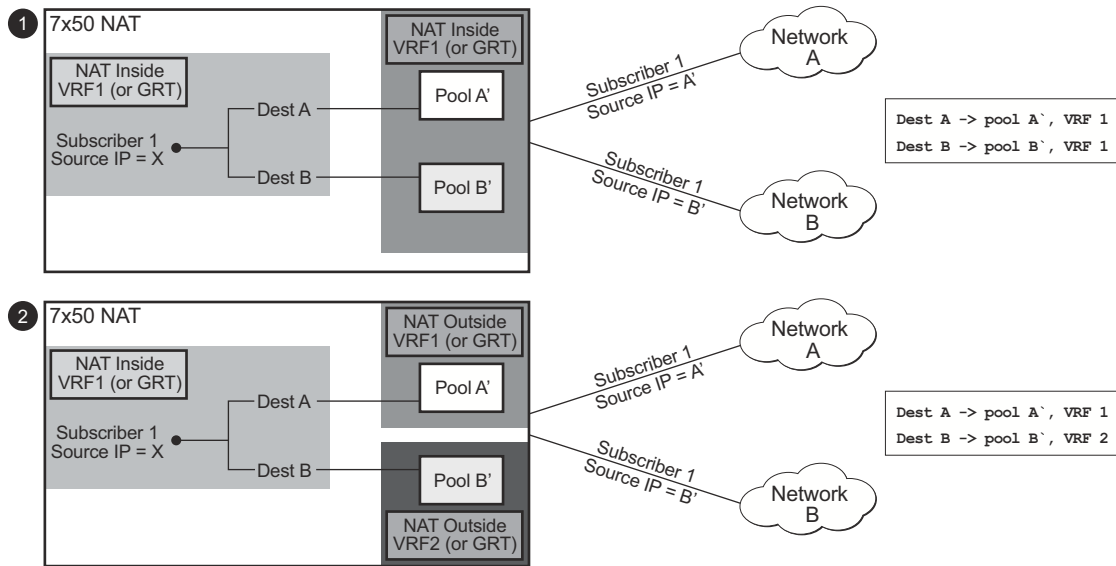 1
7x50 NAT
NAT Inside
VRF1 (or GRT)
Subscriber 1
Source IP = X
Dest A
Dest B
NAT Inside
VRF1 (or GRT)
Pool A'
Pool B'
Subscriber 1
Source IP = A'
Subscriber 1
Source IP = B'
Network
A
Network
B
Dest A -> pool A`, VRF 1
Dest B -> pool B`, VRF 1
2
7x50 NAT
NAT Inside
VRF1 (or GRT)
Subscriber 1
Source IP = X
Dest A
Dest B
NAT Outside
VRF1 (or GRT)
Pool A'
Pool B'
NAT Outside
VRF2 (or GRT)
Subscriber 1
Source IP = A'
Subscriber 1
Source IP = B'
Network
A
Network
B
Dest A -> pool A`, VRF 1
Dest B -> pool B`, VRF 2